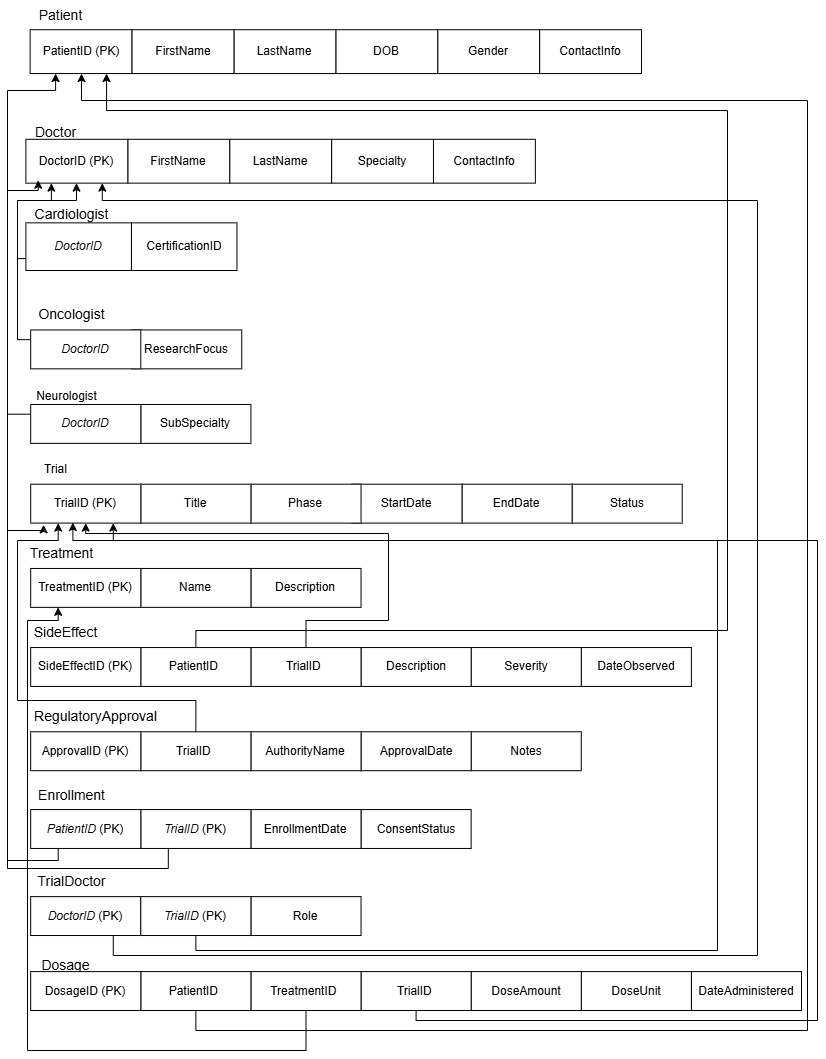 Patient
PatientID (PK) FirstName LastName DOB Gender ContactInfo
Doctor
DoctorID (PK) FirstName LastName Specialty ContactInfo
Cardiologist
DoctorID CertificationID
Oncologist
DoctorID ResearchFocus
Neurologist
DoctorID SubSpecialty
Trial
TrialID (PK) Title Phase StartDate EndDate Status
Treatment
TreatmentID (PK) Name Description
SideEffect
SideEffectID (PK) PatientID TrialID Description Severity DateObserved
RegulatoryApproval
ApprovalID (PK) TrialID AuthorityName ApprovalDate Notes
Enrollment
PatientID (PK) TrialID (PK) EnrollmentDate ConsentStatus
TrialDoctor
DoctorID (PK) TrialID (PK) Role
Dosage
DosageID (PK) PatientID TreatmentID TrialID DoseAmount DoseUnit DateAdministered